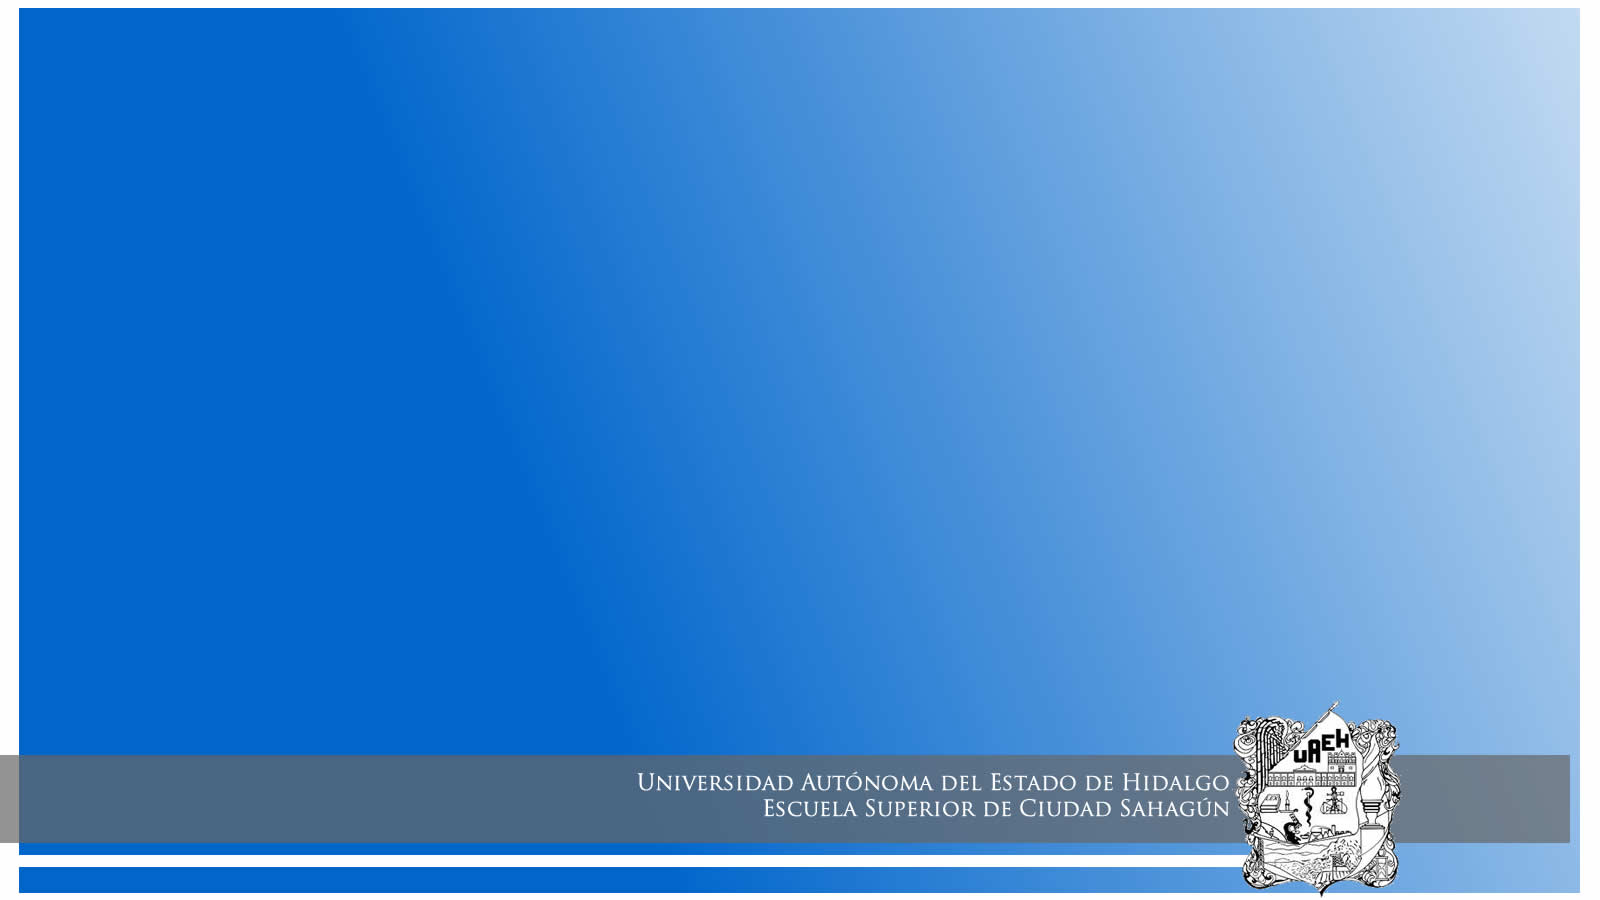 Universidad Autónoma del Estado de Hidalgo
Escuela Superior de Ciudad Sahagún
UAEH